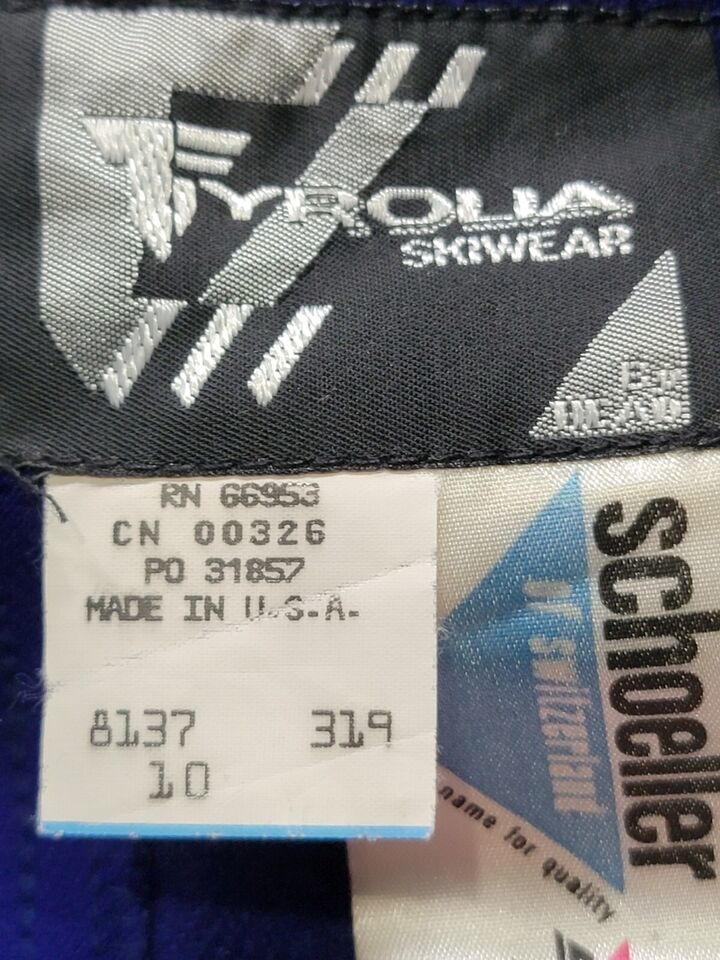 TYROLIA
SKIWEAR
BY
HEAD
RN 66953
CN 00326
PO 31857
MADE IN U.S.A.
8137 319
10
schoeller
of switzerland
name for quality